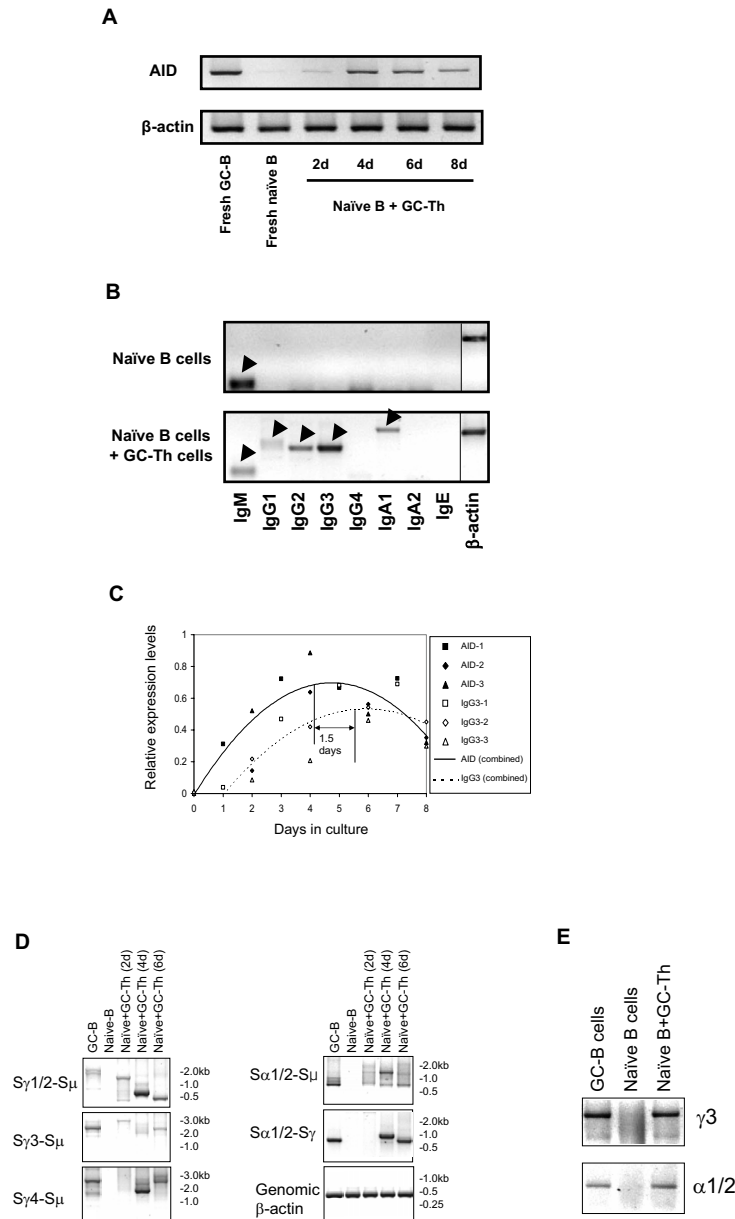 A
AID
β-actin
Fresh GC-B
Fresh naïve B
2d 4d 6d 8d
Naïve B + GC-Th
B
Naïve B cells
Naïve B cells
+ GC-Th cells
IgM
IgG1
IgG2
IgG3
IgG4
IgA1
IgA2
IgE
β-actin
C
Relative expression levels
1
0.8
0.6
0.4
0.2
0
0 1 2 3 4 5 6 7 8
Days in culture
1.5
days
AID-1
AID-2
AID-3
IgG3-1
IgG3-2
IgG3-3
AID (combined)
IgG3 (combined)
D
GC-B
Naive-B
Naïve+GC-Th (2d)
Naïve+GC-Th (4d)
Naïve+GC-Th (6d)
Sγ1/2-Sμ
-2.0kb
-1.0
-0.5
Sγ3-Sμ
-3.0kb
-2.0
-1.0
Sγ4-Sμ
-3.0kb
-2.0
-1.0
GC-B
Naïve-B
Naïve+GC-Th (2d)
Naïve+GC-Th (4d)
Naïve+GC-Th (6d)
Sα1/2-Sμ
-2.0kb
-1.0
-0.5
Sα1/2-Sγ
-2.0kb
-1.0
-0.5
Genomic
β-actin
-1.0kb
-0.5
-0.25
E
GC-B cells
Naïve B cells
Naïve B+GC-Th
γ3
α1/2